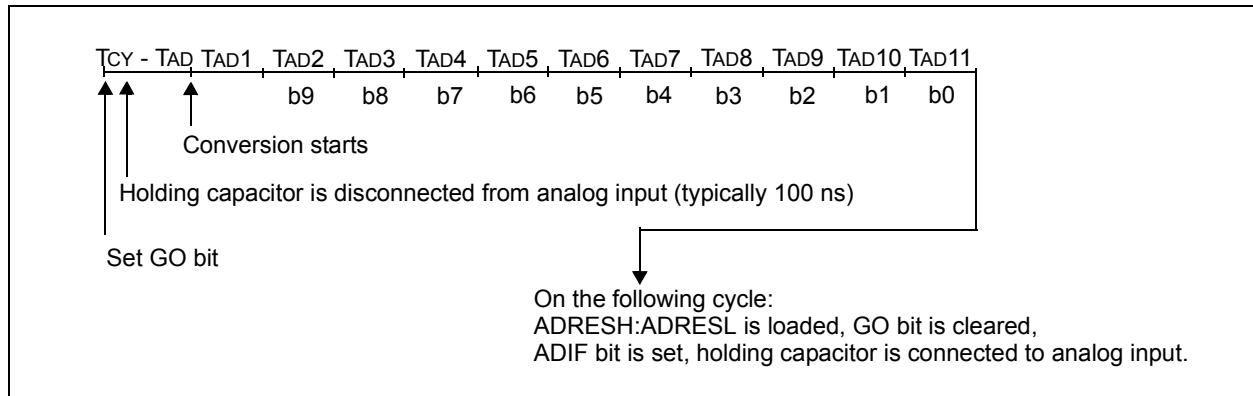 TCY - TAD TAD1 TAD2 TAD3 TAD4 TAD5 TAD6 TAD7 TAD8 TAD9 TAD10 TAD11
b9 b8 b7 b6 b5 b4 b3 b2 b1 b0
Conversion starts
Holding capacitor is disconnected from analog input (typically 100 ns)
Set GO bit
On the following cycle:
ADRESH:ADRESL is loaded, GO bit is cleared,
ADIF bit is set, holding capacitor is connected to analog input.